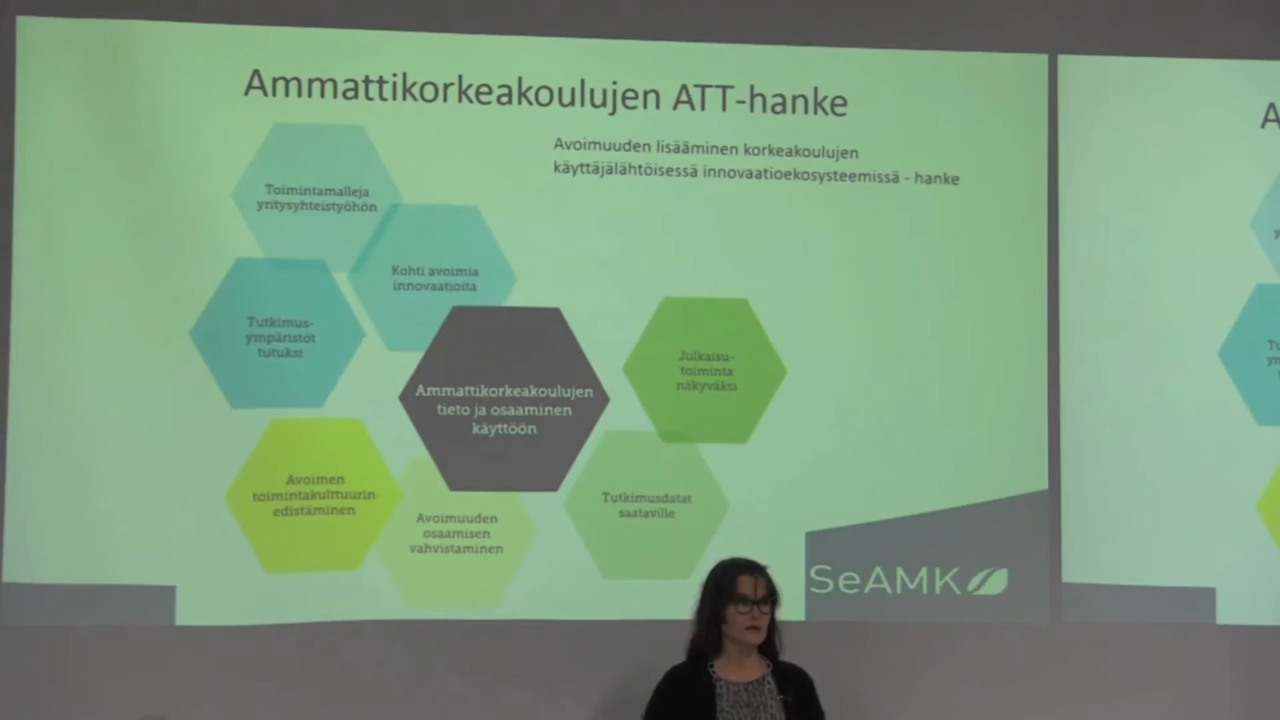 Ammattikorkeakoulujen ATT-hanke
Avoimuuden lisääminen korkeakoulujen
käyttäjälähtöisessä innovaatioekosysteemissä - hanke
Toimintamalleja
yritysyhteistyöhön
Kohti avoimia
innovaatioita
Tutkimus-
ympäristöt
tutuksi
Ammattikorkeakoulujen
tieto ja osaaminen
käyttöön
Julkaisu-
toiminta
näkyväksi
Avoimen
toimintakulttuurin
edistäminen
Avoimuuden
osaamisen
vahvistaminen
Tutkimusdatat
saataville
SeAMK
A